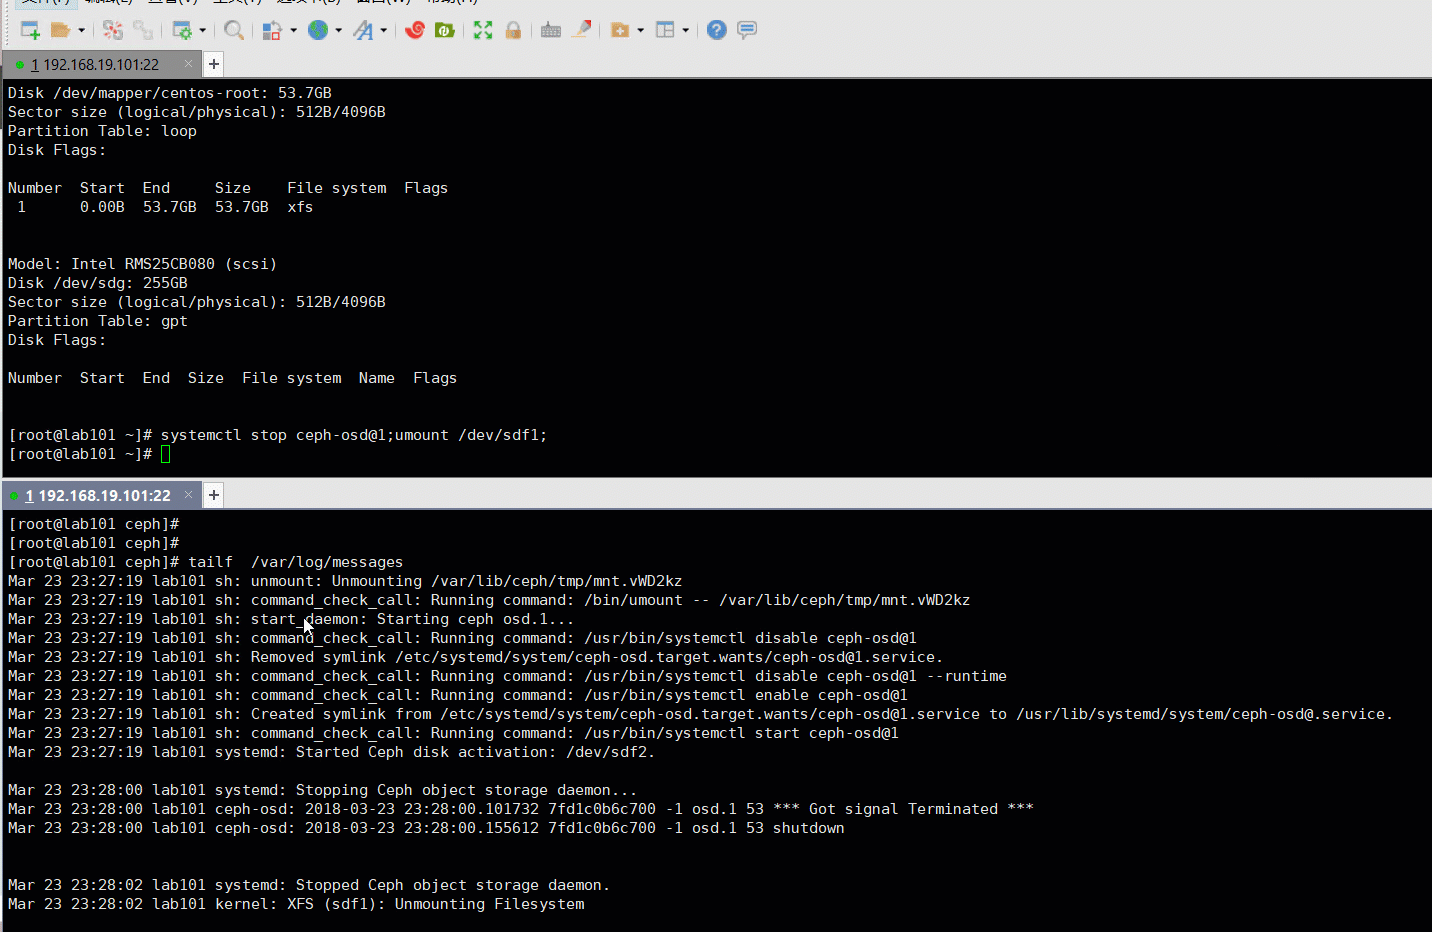 1 192.168.19.101:22
Disk /dev/mapper/centos-root: 53.7GB
Sector size (logical/physical): 512B/4096B
Partition Table: loop
Disk Flags:
Number  Start  End     Size    File system  Flags
 1      0.00B  53.7GB  53.7GB  xfs
Model: Intel RMS25CB080 (scsi)
Disk /dev/sdg: 255GB
Sector size (logical/physical): 512B/4096B
Partition Table: gpt
Disk Flags:
Number  Start  End  Size  File system  Name  Flags
[root@lab101 ~]# systemctl stop ceph-osd@1;umount /dev/sdf1;
[root@lab101 ~]#
1 192.168.19.101:22
[root@lab101 ceph]#
[root@lab101 ceph]#
[root@lab101 ceph]# tailf  /var/log/messages
Mar 23 23:27:19 lab101 sh: unmount: Unmounting /var/lib/ceph/tmp/mnt.vWD2kz
Mar 23 23:27:19 lab101 sh: command_check_call: Running command: /bin/umount -- /var/lib/ceph/tmp/mnt.vWD2kz
Mar 23 23:27:19 lab101 sh: start_daemon: Starting ceph osd.1...
Mar 23 23:27:19 lab101 sh: command_check_call: Running command: /usr/bin/systemctl disable ceph-osd@1
Mar 23 23:27:19 lab101 sh: Removed symlink /etc/systemd/system/ceph-osd.target.wants/ceph-osd@1.service.
Mar 23 23:27:19 lab101 sh: command_check_call: Running command: /usr/bin/systemctl disable ceph-osd@1 --runtime
Mar 23 23:27:19 lab101 sh: command_check_call: Running command: /usr/bin/systemctl enable ceph-osd@1
Mar 23 23:27:19 lab101 sh: Created symlink from /etc/systemd/system/ceph-osd.target.wants/ceph-osd@1.service to /usr/lib/systemd/system/ceph-osd@.service.
Mar 23 23:27:19 lab101 sh: command_check_call: Running command: /usr/bin/systemctl start ceph-osd@1
Mar 23 23:27:19 lab101 systemd: Started Ceph disk activation: /dev/sdf2.
Mar 23 23:28:00 lab101 systemd: Stopping Ceph object storage daemon...
Mar 23 23:28:00 lab101 ceph-osd: 2018-03-23 23:28:00.101732 7fd1c0b6c700 -1 osd.1 53 *** Got signal Terminated ***
Mar 23 23:28:00 lab101 ceph-osd: 2018-03-23 23:28:00.155612 7fd1c0b6c700 -1 osd.1 53 shutdown
Mar 23 23:28:02 lab101 systemd: Stopped Ceph object storage daemon.
Mar 23 23:28:02 lab101 kernel: XFS (sdf1): Unmounting Filesystem